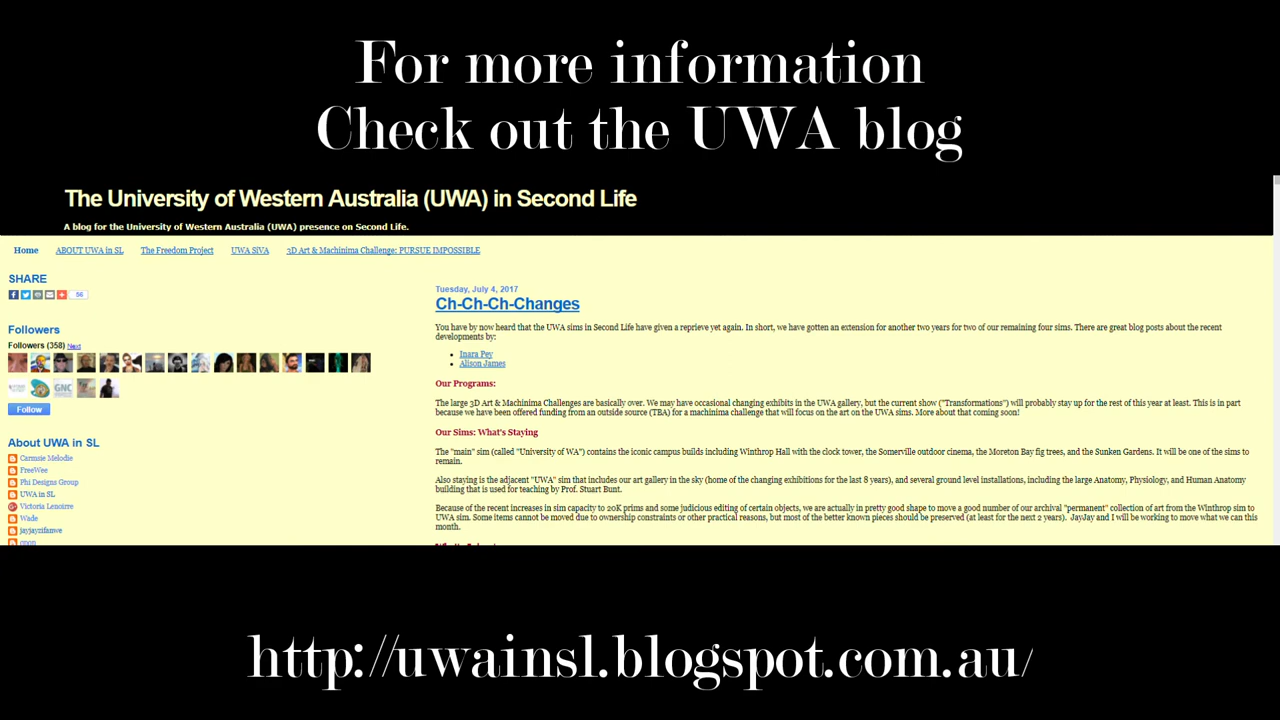 For more information
Check out the UWA blog
The University of Western Australia (UWA) in Second Life
A blog for the University of Western Australia (UWA) presence on Second Life.
Home ABOUT UWA in SL The Freedom Project UWA SIVA 3D Art & Machinima Challenge: PURSUE IMPOSSIBLE
SHARE
56
Followers
Followers (358) Next
GNC
Follow
About UWA in SL
Carmsie Melodie
FreeWee
Phi Designs Group
UWA in SL
Victoria Lenoirre
Wade
jayjayzifanwe
Tuesday, July 4, 2017
Ch-Ch-Ch-Changes
You have by now heard that the UWA sims in Second Life have given a reprieve yet again. In short, we have gotten an extension for another two years for two of our remaining four sims. There are great blog posts about the recent
developments by:
Inara Pey
Alison James
Our Programs:
The large 3D Art & Machinima Challenges are basically over. We may have occasional changing exhibits in the UWA gallery, but the current show ("Transformations") will probably stay up for the rest of this year at least. This is in part
because we have been offered funding from an outside source (TBA) for a machinima challenge that will focus on the art on the UWA sims. More about that coming soon!
Our Sims: What's Staying
The "main" sim (called "University of WA") contains the iconic campus builds including Winthrop Hall with the clock tower, the Somerville outdoor cinema, the Moreton Bay fig trees, and the Sunken Gardens. It will be one of the sims to
remain.
Also staying is the adjacent "UWA" sim that includes our art gallery in the sky (home of the changing exhibitions for the last 8 years), and several ground level installations, including the large Anatomy, Physiology, and Human Anatomy
building that is used for teaching by Prof. Stuart Bunt.
Because of the recent increases in sim capacity to 20K prims and some judicious editing of certain objects, we are actually in pretty good shape to move a good number of our archival "permanent" collection of art from the Winthrop sim to
UWA sim. Some items cannot be moved due to ownership constraints or other practical reasons, but most of the better known pieces should be preserved (at least for the next 2 years). JayJay and I will be working to move what we can this
month.
http://uwainsl.blogspot.com.au/